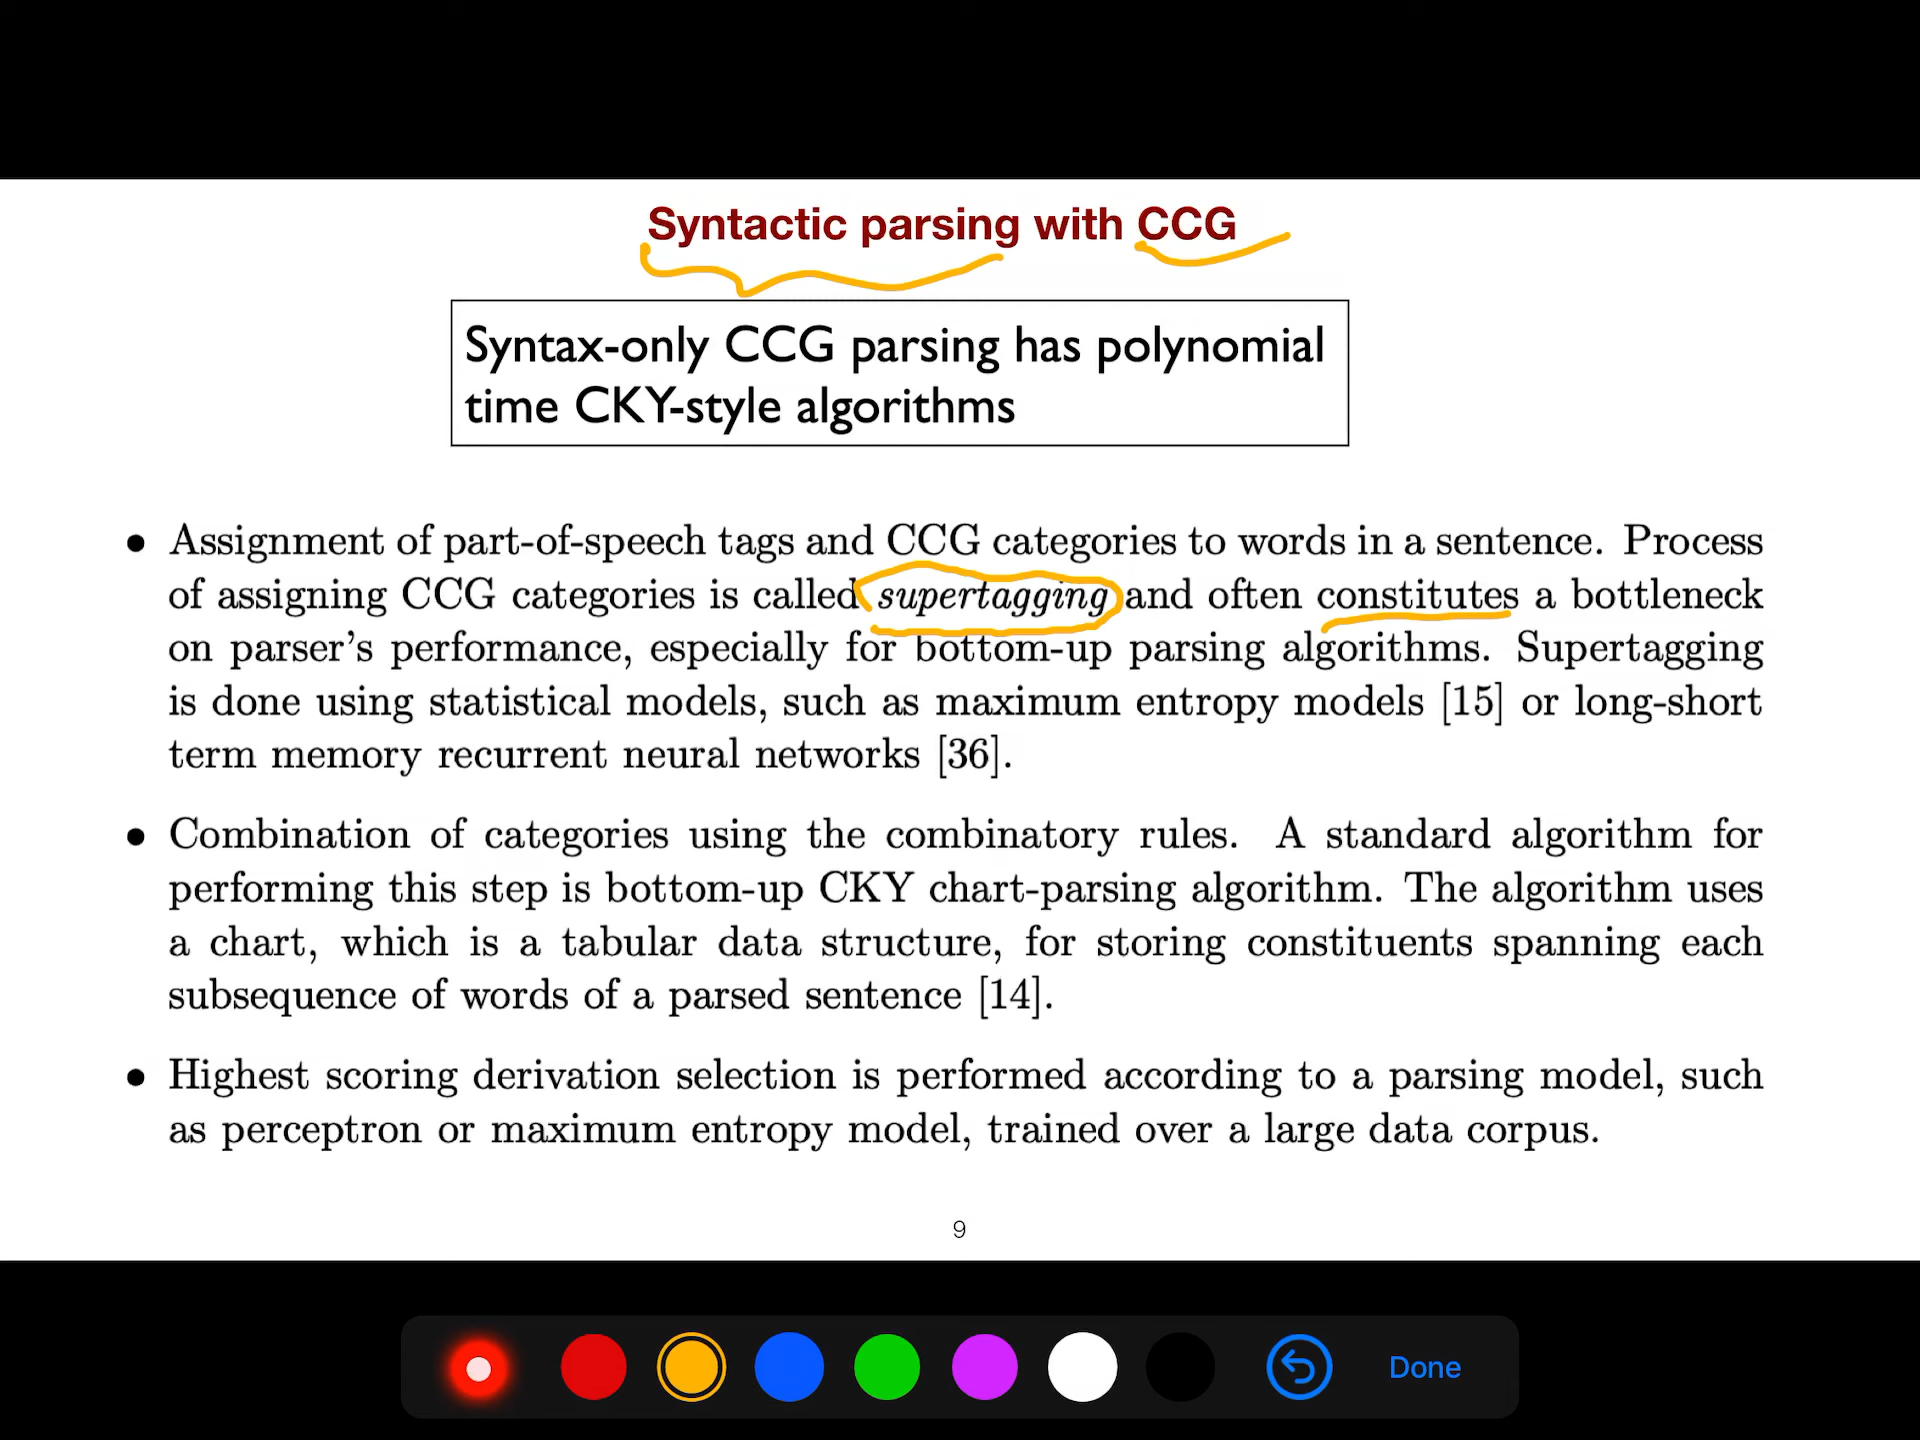 Syntactic parsing with CCG
Syntax-only CCG parsing has polynomial
time CKY-style algorithms
• Assignment of part-of-speech tags and CCG categories to words in a sentence. Process
of assigning CCG categories is called supertagging and often constitutes a bottleneck
on parser’s performance, especially for bottom-up parsing algorithms. Supertagging
is done using statistical models, such as maximum entropy models [15] or long-short
term memory recurrent neural networks [36].
• Combination of categories using the combinatory rules. A standard algorithm for
performing this step is bottom-up CKY chart-parsing algorithm. The algorithm uses
a chart, which is a tabular data structure, for storing constituents spanning each
subsequence of words of a parsed sentence [14].
• Highest scoring derivation selection is performed according to a parsing model, such
as perceptron or maximum entropy model, trained over a large data corpus.
9
Done